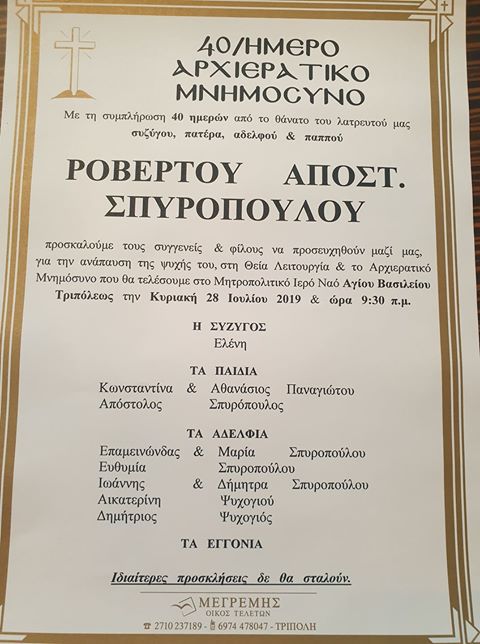 40/ΗΜΕΡΟ
ΑΡΧΙΕΡΑΤΙΚΟ
ΜΝΗΜΟCΥΝΟ
Με τη συμπλήρωση 40 ημερών από το θάνατο του λατρευτού μας
συζύγου, πατέρα, αδελφού & παππού
ΡΟΒΕΡΤΟΥ ΑΠΟΣΤ.
ΣΠΥΡΟΠΟΥΛΟΥ
προσκαλούμε τους συγγενείς & φίλους να προσευχηθούν μαζί μας,
για την ανάπαυση της ψυχής του, στη Θεία Λειτουργία & το Αρχιερατικό
Μνημόσυνο που θα τελέσουμε στο Μητροπολιτικό Ιερό Ναό Αγίου Βασιλείου
Τριπόλεως την Κυριακή 28 Ιουλίου 2019 & ώρα 9:30 π.μ.
Η ΣΥΖΥΓΟΣ
Ελένη
ΤΑ ΠΑΙΔΙΑ
Κωνσταντίνα & Αθανάσιος Παναγιώτου
Απόστολος Σπυρόπουλος
ΤΑ ΑΔΕΛΦΙΑ
Επαμεινώνδας & Μαρία Σπυροπούλου
Ευθυμία Σπυροπούλου
Ιωάννης & Δήμητρα Σπυροπούλου
Αικατερίνη Ψυχογιού
Δημήτριος Ψυχογιός
ΤΑ ΕΓΓΟΝΙΑ
Ιδιαίτερες προσκλήσεις δε θα σταλούν.
ΜΕΓΡΕΜΗΣ
ΟΙΚΟΣ ΤΕΛΕΤΩΝ
☎ 2710 237189 - 6974 478047 - ΤΡΙΠΟΛΗ